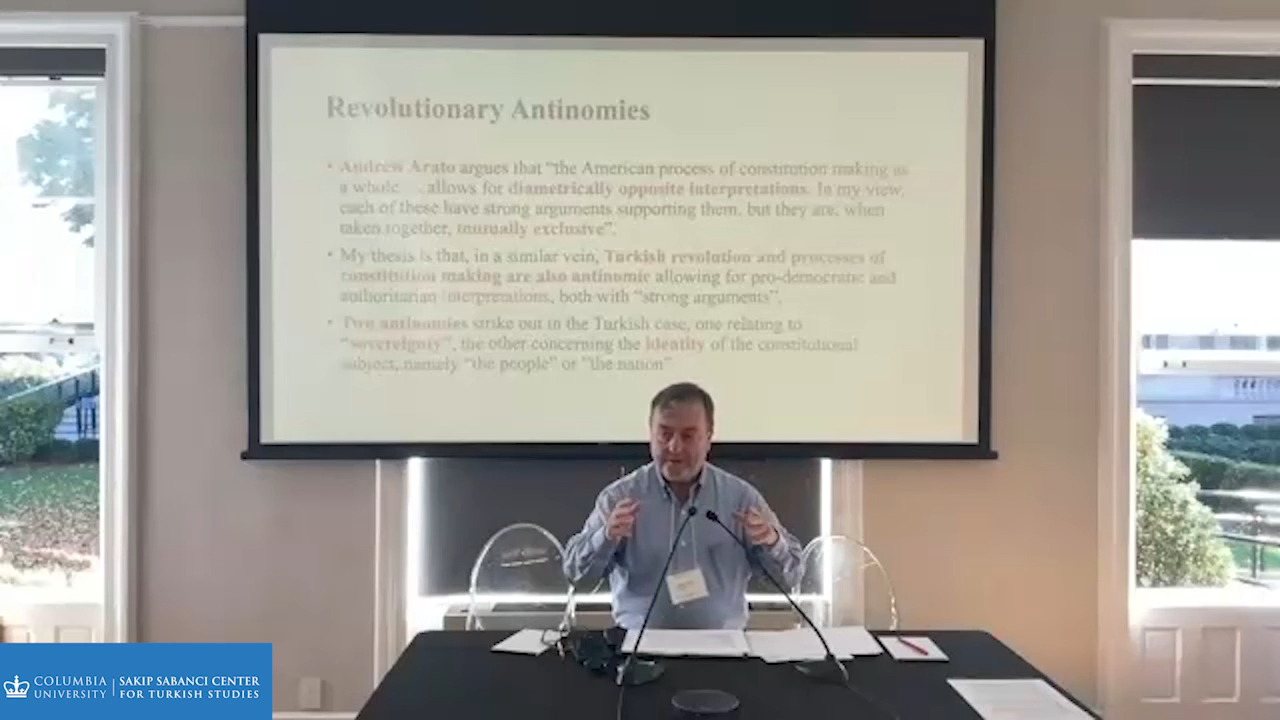 Revolutionary Antinomies
• Andrew Arato argues that "the American process of constitution making as
a whole … allows for diametrically opposite interpretations. In my view,
each of these have strong arguments supporting them, but they are, when
taken together, mutually exclusive".
• My thesis is that, in a similar vein, Turkish revolution and processes of
constitution making are also antinomic allowing for pro-democratic and
authoritarian interpretations, both with "strong arguments".
• Two antinomies strike out in the Turkish case, one relating to
"sovereignty", the other concerning the identity of the constitutional
subject, namely "the people" or "the nation"
COLUMBIA UNIVERSITY
SAKIP SABANCI CENTER
FOR TURKISH STUDIES